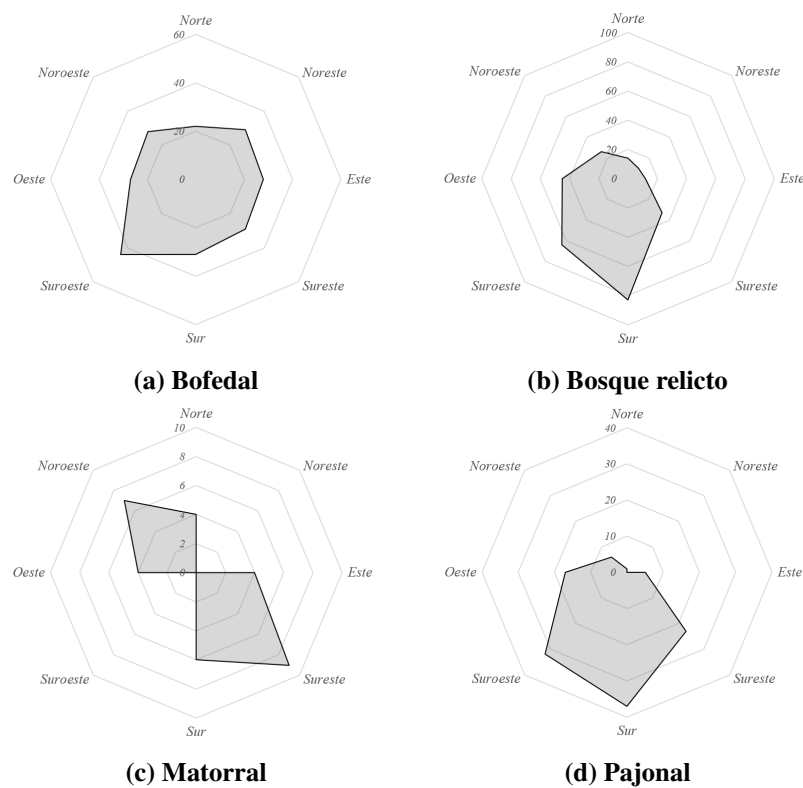 Norte
60
Noroeste
Noreste
40
20
Oeste
0
Este
Suroeste
Sureste
Sur
(a) Bofedal
Norte
100
Noroeste
80
Noreste
60
40
20
Oeste
0
Este
Suroeste
Sureste
Sur
(b) Bosque relicto
Norte
10
Noroeste
8
Noreste
6
4
2
Oeste
0
Este
Suroeste
Sureste
Sur
(c) Matorral
Norte
40
Noroeste
30
Noreste
20
10
Oeste
0
Este
Suroeste
Sureste
Sur
(d) Pajonal